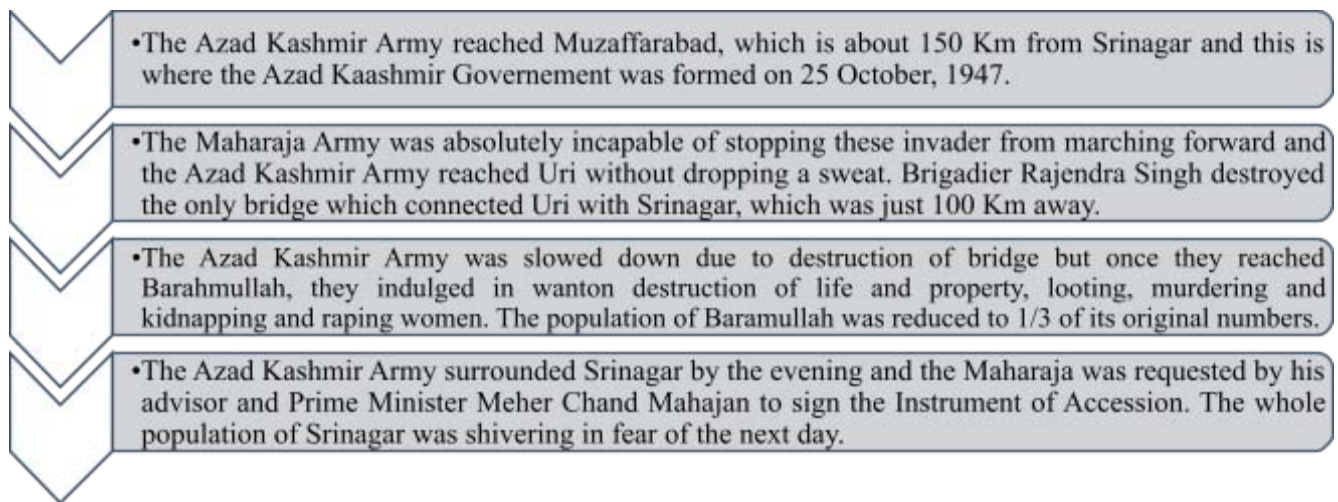 •The Azad Kashmir Army reached Muzaffarabad, which is about 150 Km from Srinagar and this is
where the Azad Kaashmir Governement was formed on 25 October, 1947.
•The Maharaja Army was absolutely incapable of stopping these invader from marching forward and
the Azad Kashmir Army reached Uri without dropping a sweat. Brigadier Rajendra Singh destroyed
the only bridge which connected Uri with Srinagar, which was just 100 Km away.
•The Azad Kashmir Army was slowed down due to destruction of bridge but once they reached
Barahmullah, they indulged in wanton destruction of life and property, looting, murdering and
kidnapping and raping women. The population of Baramullah was reduced to 1/3 of its original numbers.
•The Azad Kashmir Army surrounded Srinagar by the evening and the Maharaja was requested by his
advisor and Prime Minister Meher Chand Mahajan to sign the Instrument of Accession. The whole
population of Srinagar was shivering in fear of the next day.